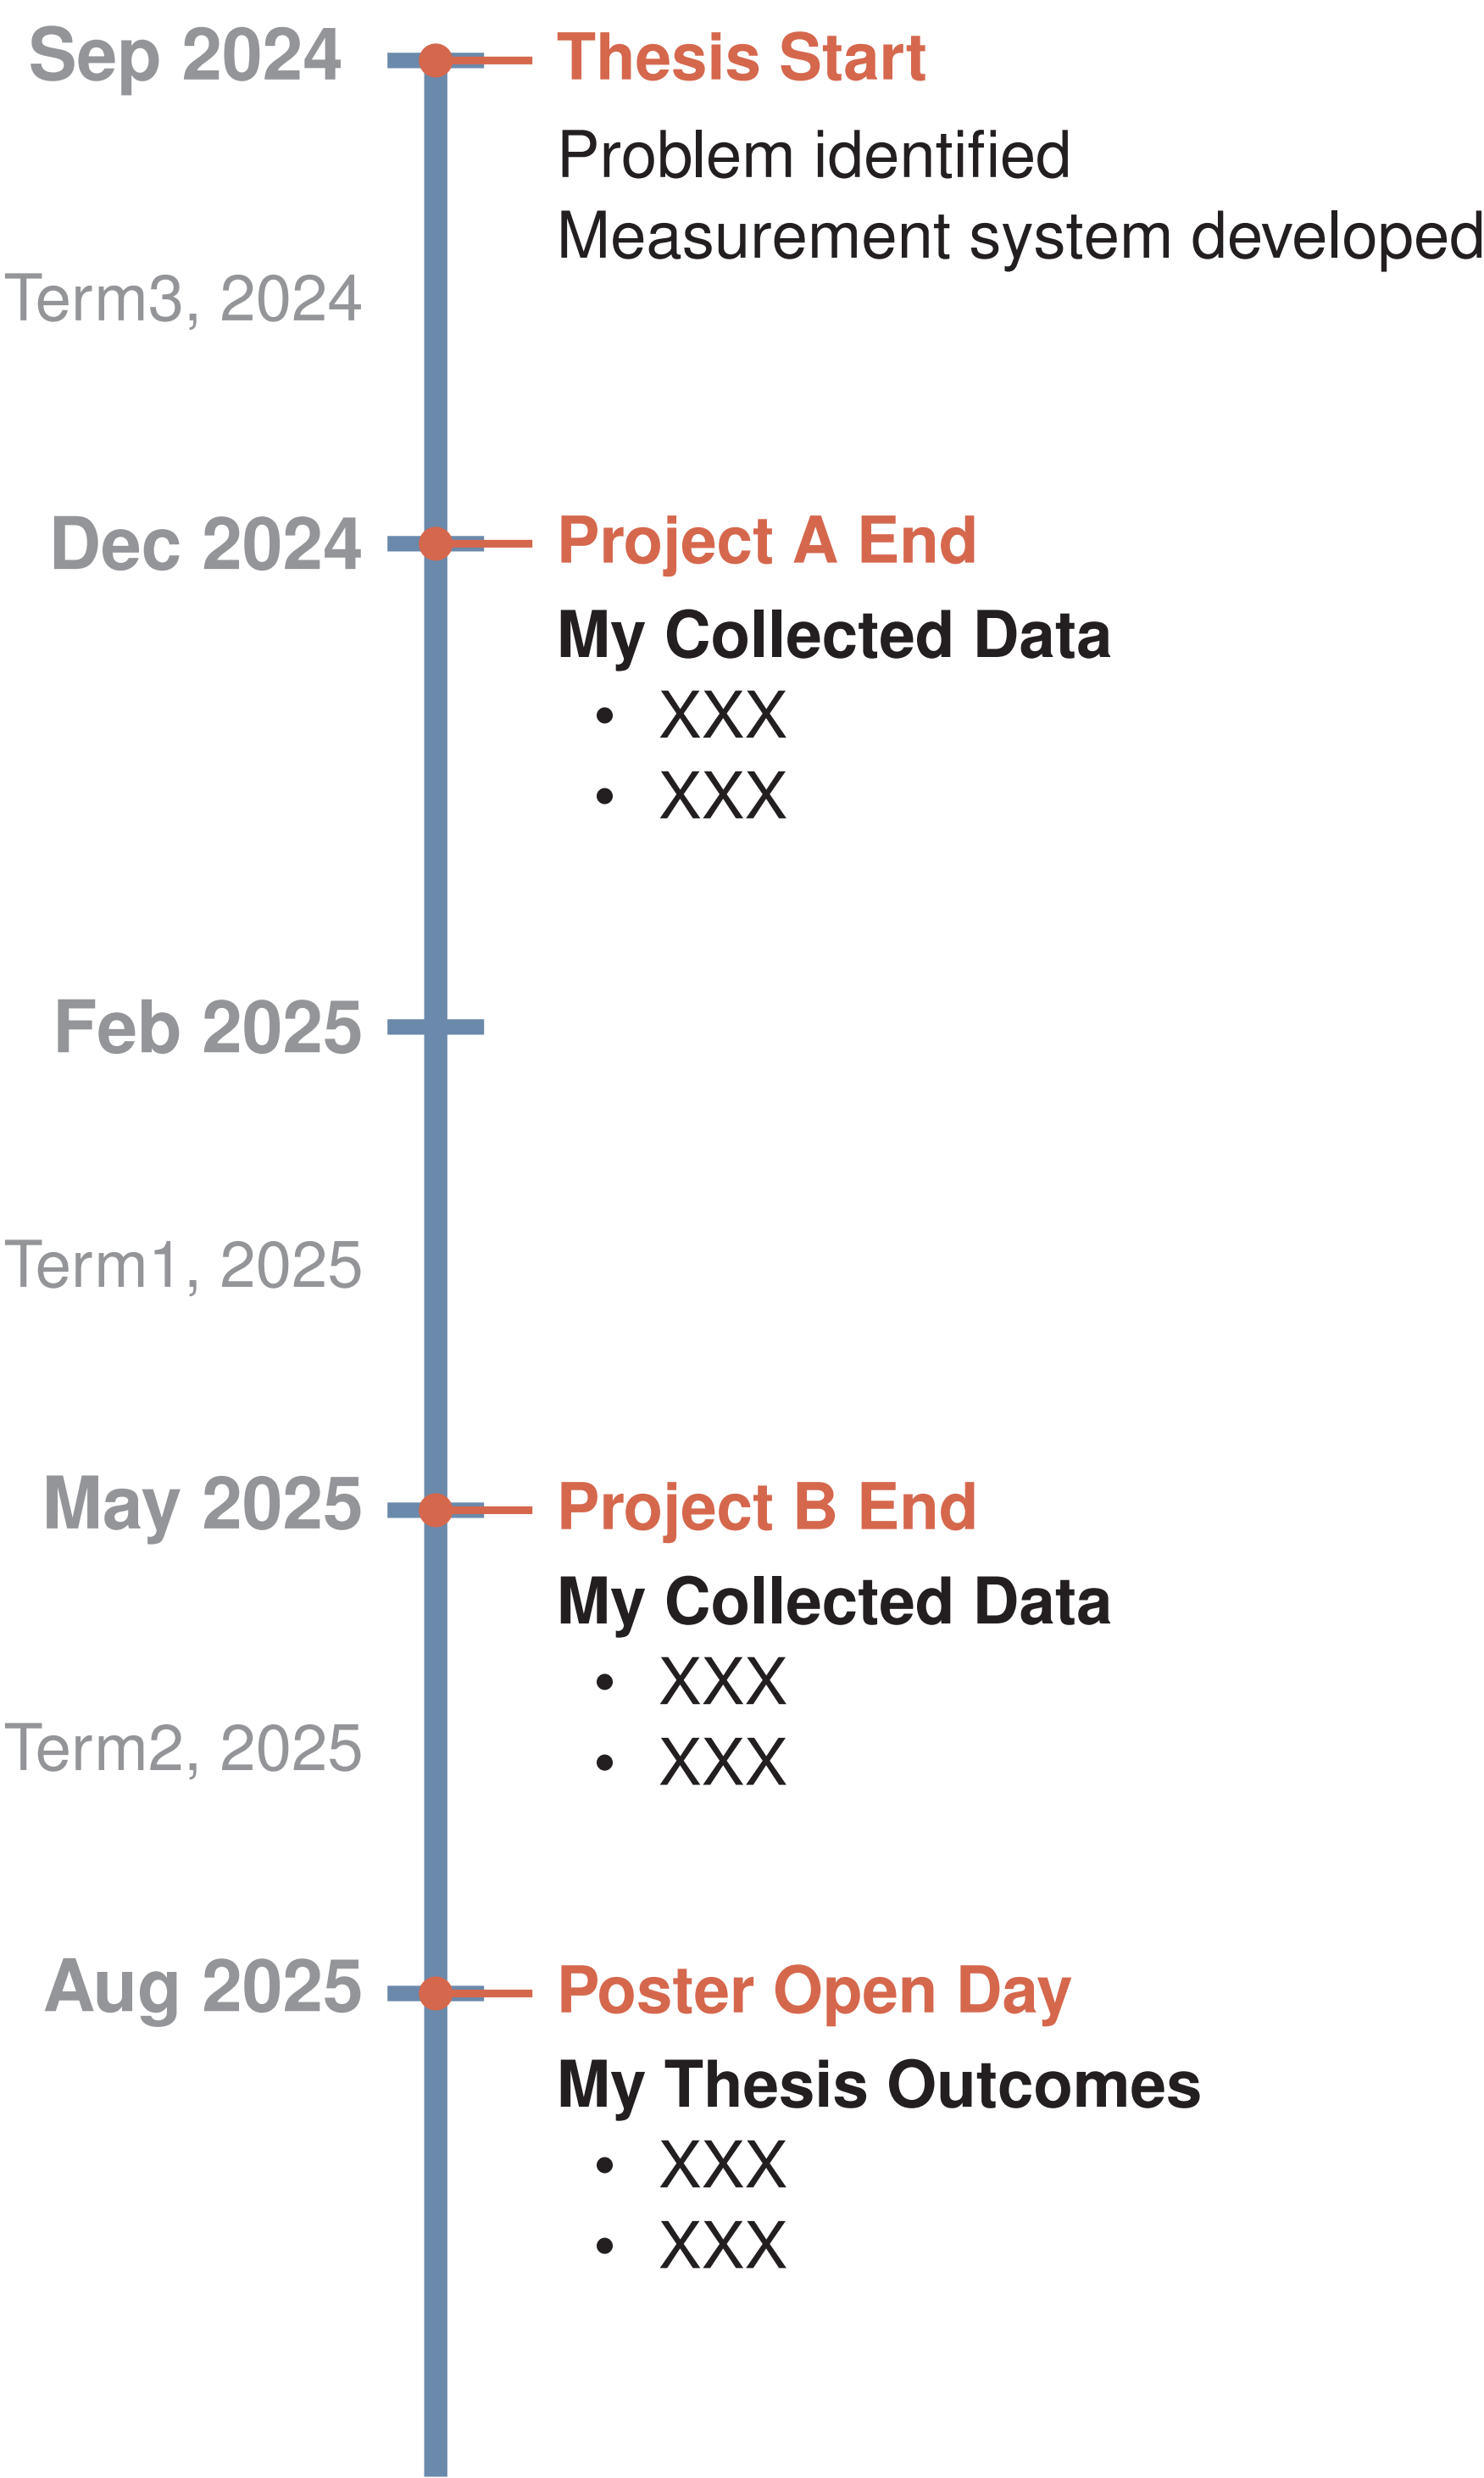 Sep 2024
Thesis Start
Problem identified
Measurement system developed
Term3, 2024
Dec 2024
Project A End
My Collected Data
• XXX
• XXX
Feb 2025
Term1, 2025
May 2025
Project B End
My Collected Data
• XXX
Term2, 2025
• XXX
Aug 2025
Poster Open Day
My Thesis Outcomes
• XXX
• XXX